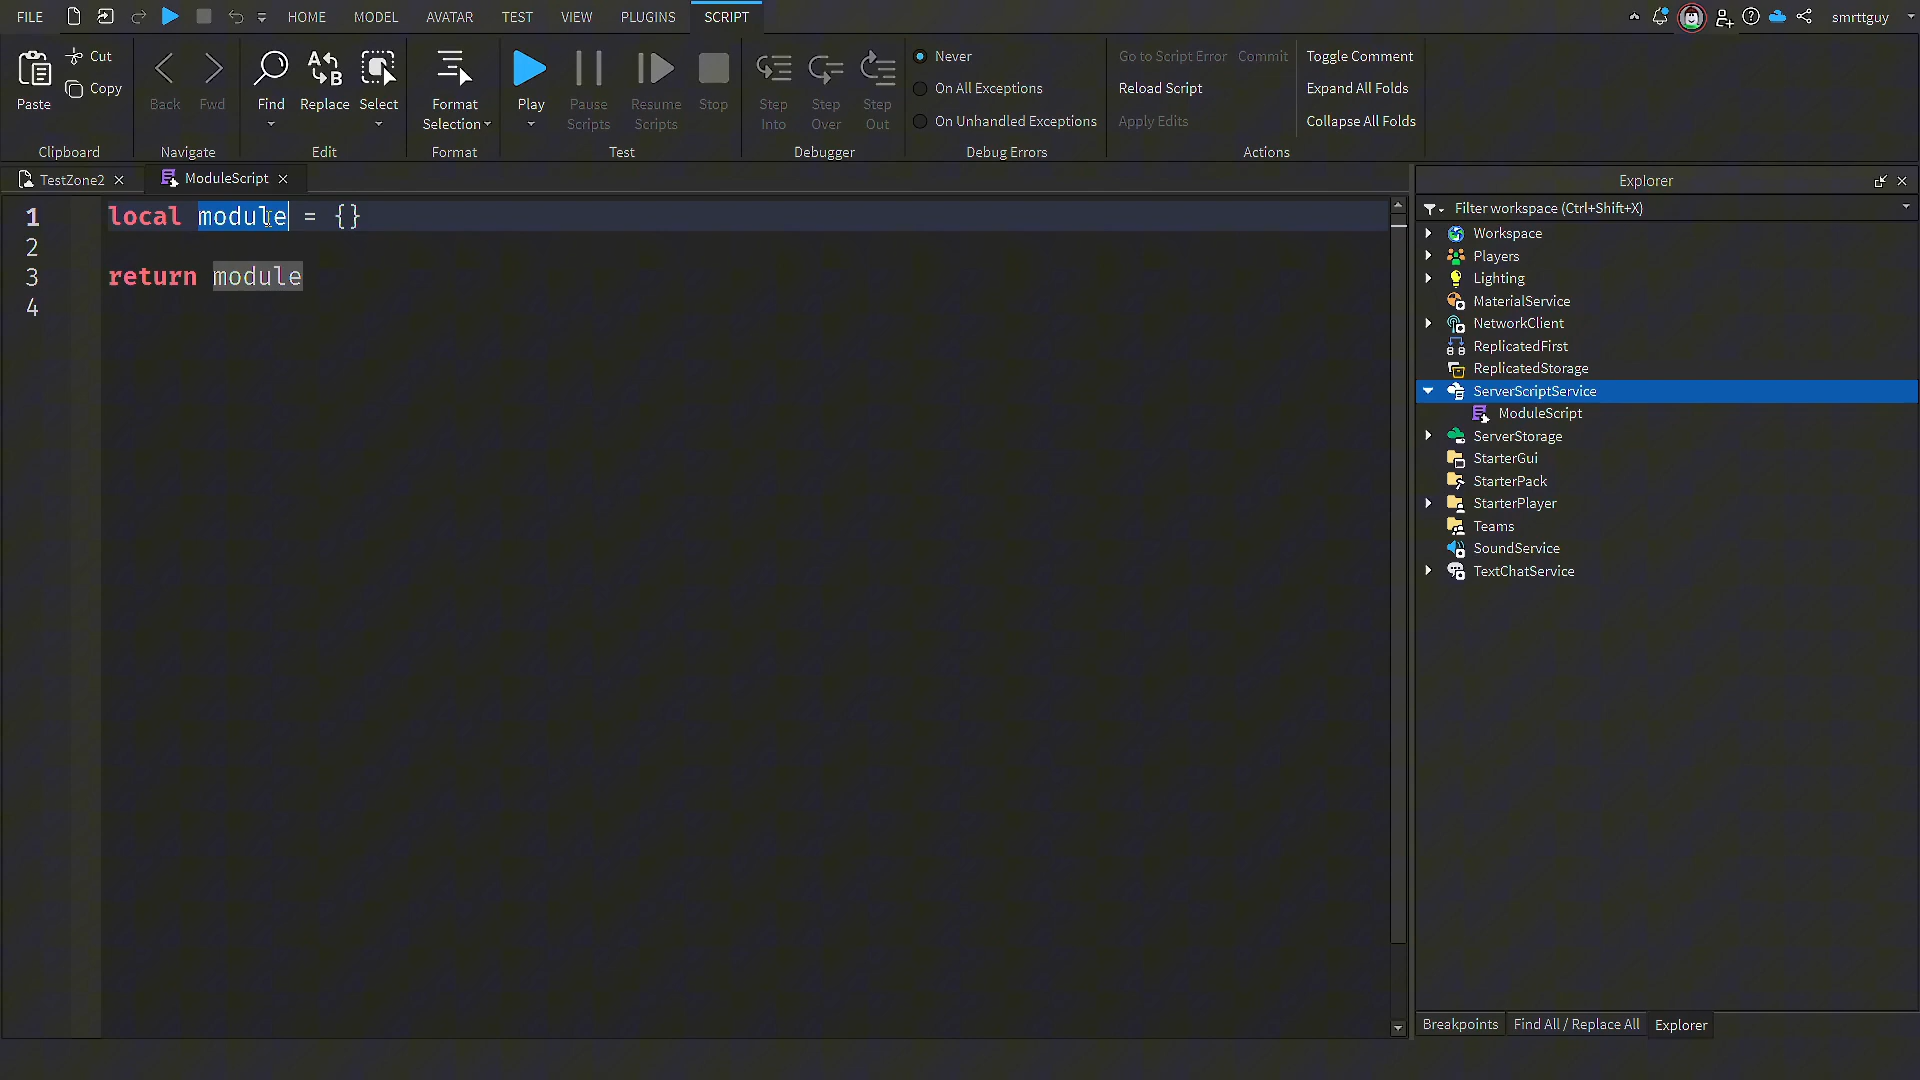 FILE HOME MODEL AVATAR TEST VIEW PLUGINS SCRIPT smrttguy
Paste Cut Copy
Clipboard
Back Fwd
Navigate
Find Replace Select
Edit
Format
Selection
Format
Play Pause Scripts Resume Scripts Stop
Test
Step Into Step Over Step Out
Debugger
Never
On All Exceptions
On Unhandled Exceptions
Debug Errors
Go to Script Error Commit
Reload Script
Apply Edits
Toggle Comment
Expand All Folds
Collapse All Folds
Actions
TestZone2 ModuleScript
1 local module = {}
2
3 return module
4
Explorer
Filter workspace (Ctrl+Shift+X)
Workspace
Players
Lighting
MaterialService
NetworkClient
ReplicatedFirst
ReplicatedStorage
ServerScriptService
ModuleScript
ServerStorage
StarterGui
StarterPack
StarterPlayer
Teams
SoundService
TextChatService
Breakpoints Find All / Replace All Explorer